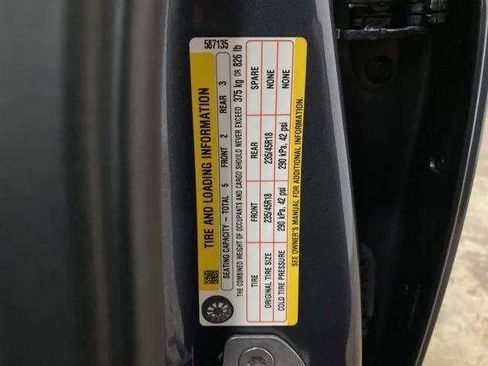 587135
TIRE AND LOADING INFORMATION
SEATING CAPACITY - TOTAL 5 FRONT 2 REAR 3
THE COMBINED WEIGHT OF OCCUPANTS AND CARGO SHOULD NEVER EXCEED 375 kg OR 826 lb
TIRE FRONT REAR SPARE
ORIGINAL TIRE SIZE 235/45R18 235/45R18 NONE
COLD TIRE PRESSURE 290 kPa, 42 psi 290 kPa, 42 psi NONE
SEE OWNER'S MANUAL FOR ADDITIONAL INFORMATION